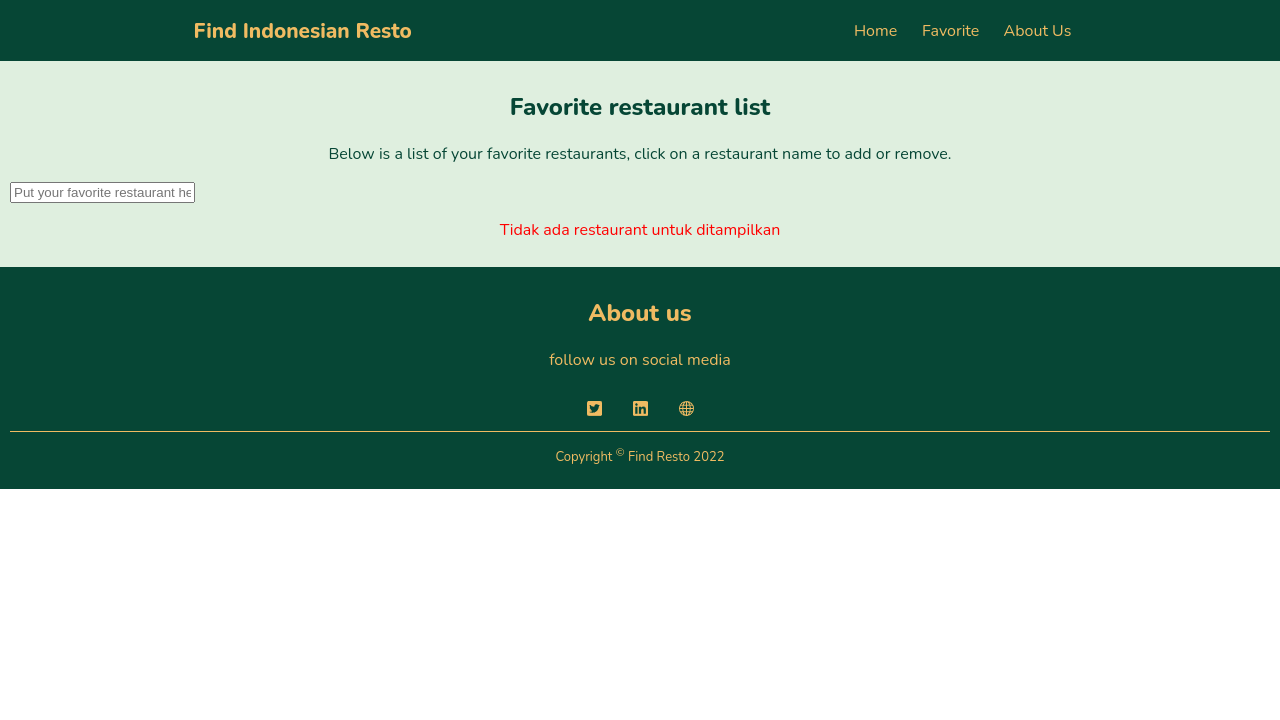 Find Indonesian Resto
Home Favorite About Us
Favorite restaurant list
Below is a list of your favorite restaurants, click on a restaurant name to add or remove.
Put your favorite restaurant he
Tidak ada restaurant untuk ditampilkan
About us
follow us on social media
Copyright © Find Resto 2022